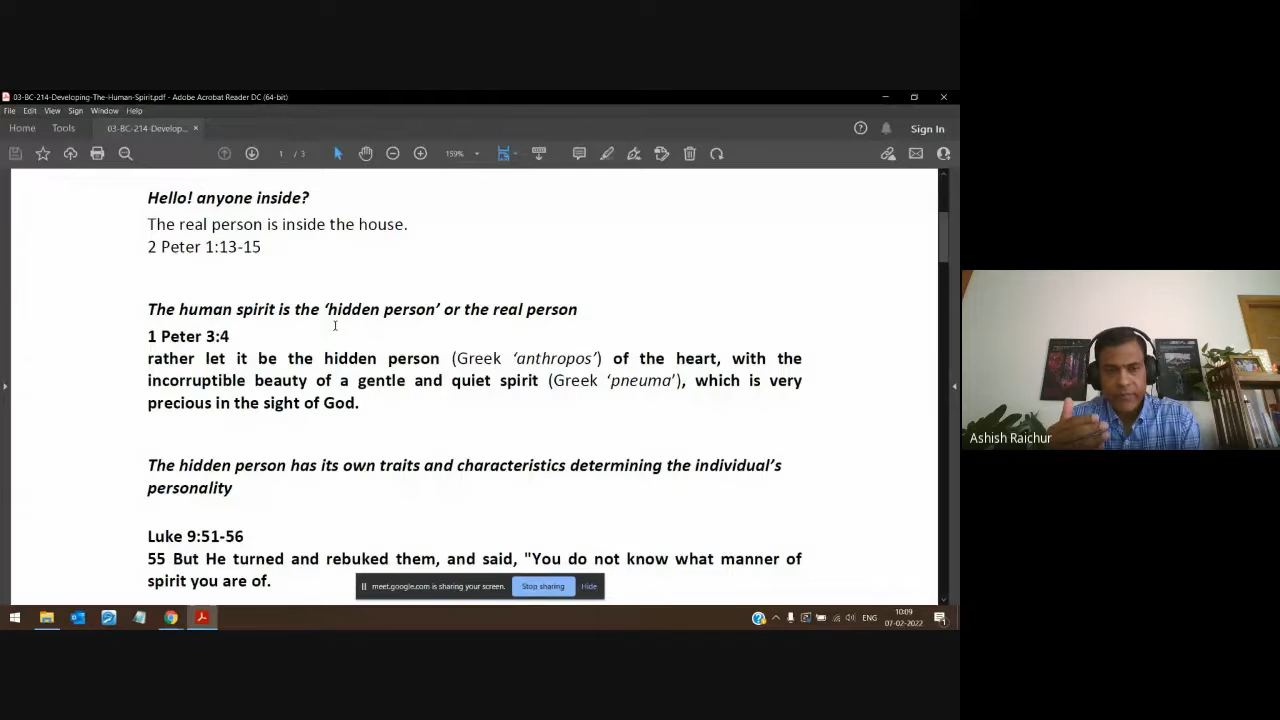 03-BC-214-Developing-The-Human-Spirit.pdf - Adobe Acrobat Reader DC (64-bit)
File Edit View Sign Window Help
Home Tools 03-BC-214-Develop... × Sign In
1 / 3 159%
Hello! anyone inside?
The real person is inside the house.
2 Peter 1:13-15
The human spirit is the ‘hidden person’ or the real person
1 Peter 3:4
rather let it be the hidden person (Greek ‘anthropos’) of the heart, with the
incorruptible beauty of a gentle and quiet spirit (Greek ‘pneuma’), which is very
precious in the sight of God.
The hidden person has its own traits and characteristics determining the individual’s
personality
Luke 9:51-56
55 But He turned and rebuked them, and said, "You do not know what manner of
spirit you are of.
meet.google.com is sharing your screen. Stop sharing Hide
Ashish Raichur
ENG 10:09
07-02-2022